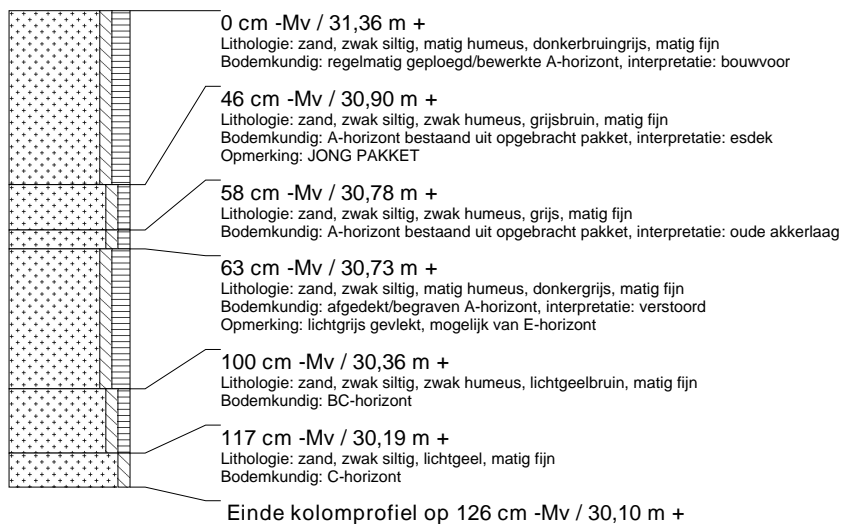 0 cm -Mv / 31,36 m +
Lithologie: zand, zwak siltig, matig humeus, donkerbruingrijs, matig fijn
Bodemkundig: regelmatig geploegd/bewerkte A-horizont, interpretatie: bouwvoor
46 cm -Mv / 30,90 m +
Lithologie: zand, zwak siltig, zwak humeus, grijsbruin, matig fijn
Bodemkundig: A-horizont bestaand uit opgebracht pakket, interpretatie: esdek
Opmerking: JONG PAKKET
58 cm -Mv / 30,78 m +
Lithologie: zand, zwak siltig, zwak humeus, grijs, matig fijn
Bodemkundig: A-horizont bestaand uit opgebracht pakket, interpretatie: oude akkerlaag
63 cm -Mv / 30,73 m +
Lithologie: zand, zwak siltig, matig humeus, donkergrijs, matig fijn
Bodemkundig: afgedekt/begraven A-horizont, interpretatie: verstoord
Opmerking: lichtgrijs gevlekt, mogelijk van E-horizont
100 cm -Mv / 30,36 m +
Lithologie: zand, zwak siltig, zwak humeus, lichtgeelbruin, matig fijn
Bodemkundig: BC-horizont
117 cm -Mv / 30,19 m +
Lithologie: zand, zwak siltig, lichtgeel, matig fijn
Bodemkundig: C-horizont
Einde kolomprofiel op 126 cm -Mv / 30,10 m +